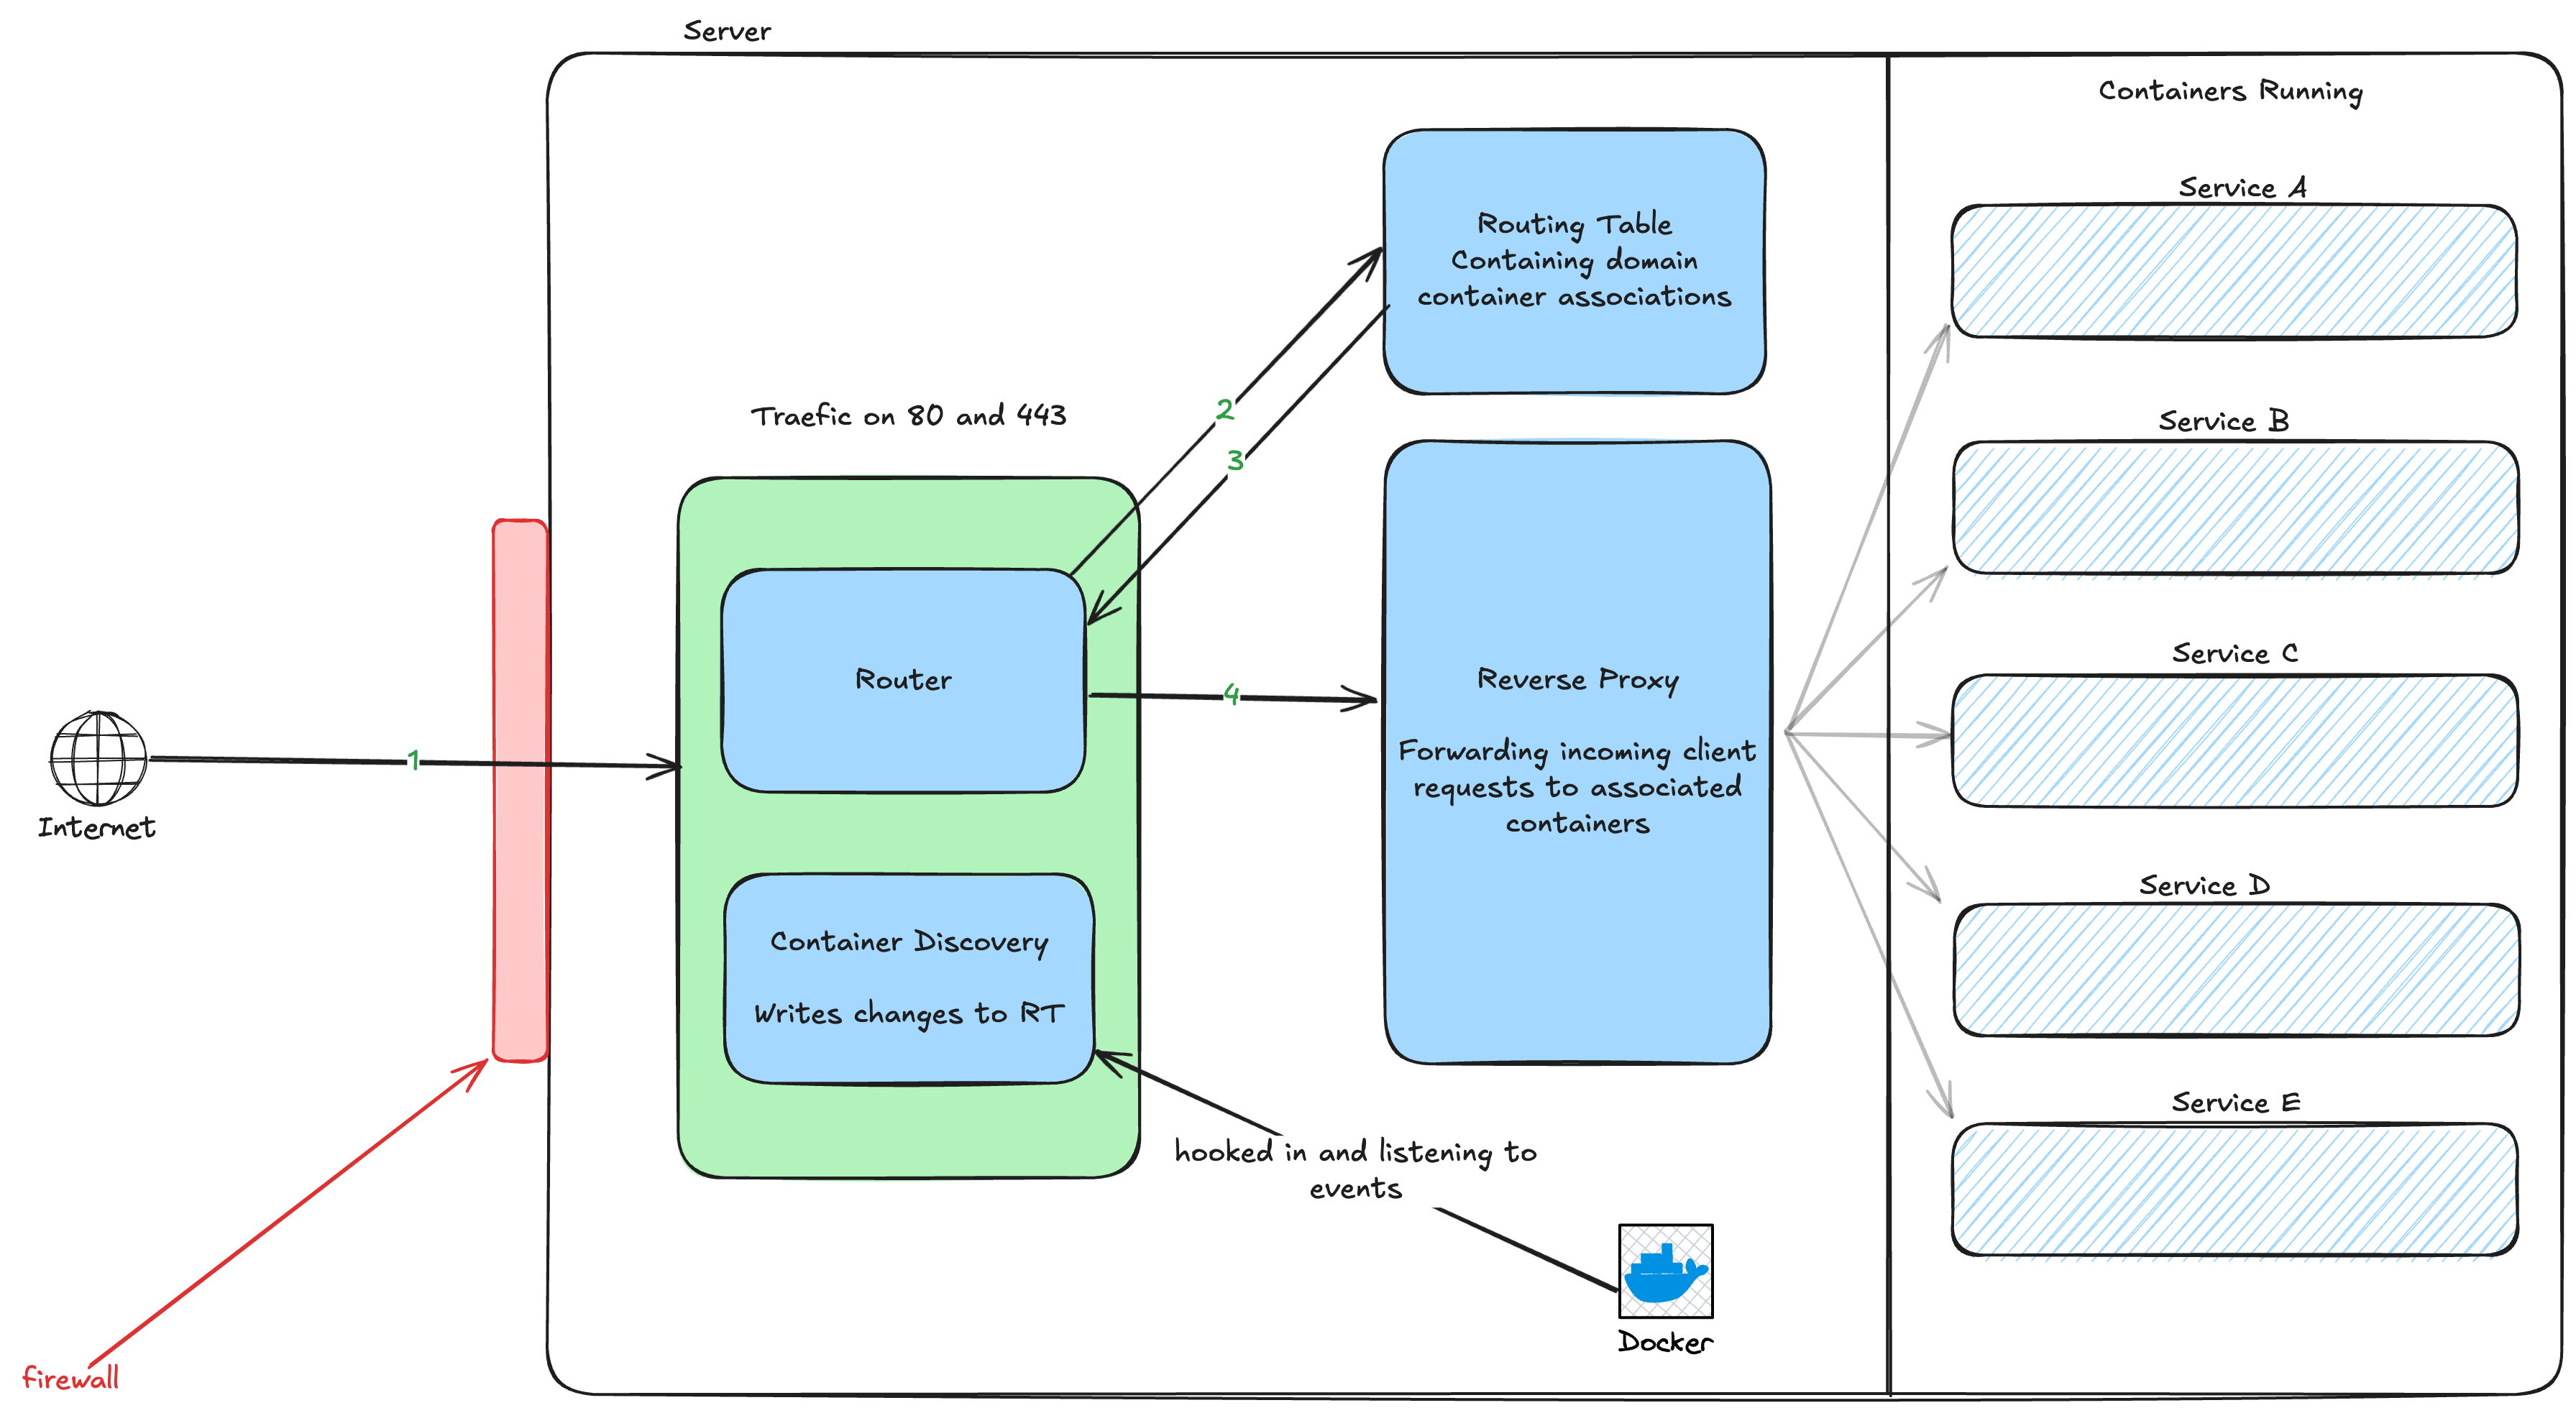 Server
Containers Running
Service A
Routing Table
Containing domain
container associations
Traefic on 80 and 443
2
3
Service B
Router
4
Reverse Proxy
Forwarding incoming client
requests to associated
containers
Service C
1
Internet
Container Discovery
Writes changes to RT
Service D
hooked in and listening to
events
Service E
Docker
firewall